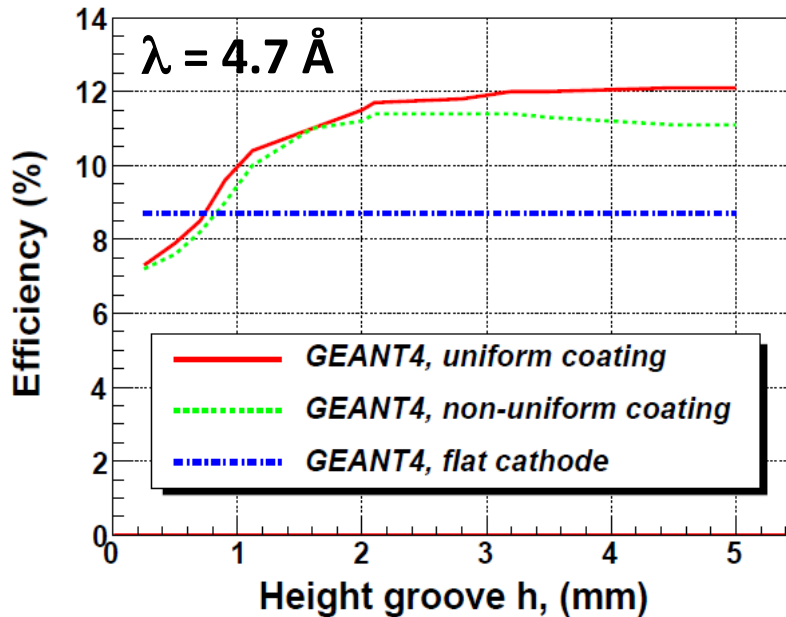 λ = 4.7 Å
Efficiency (%)
14
12
10
8
6
4
2
0
GEANT4, uniform coating
GEANT4, non-uniform coating
GEANT4, flat cathode
0 1 2 3 4 5
Height groove h, (mm)